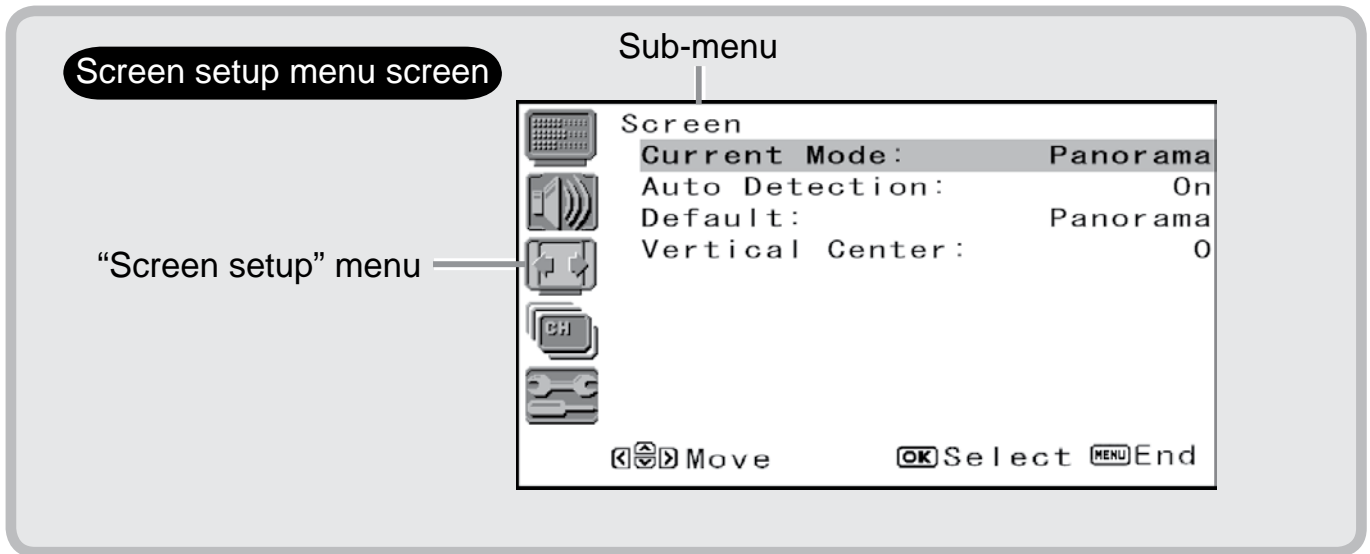 Sub-menu
Screen setup menu screen
Screen
Current Mode: Panorama
Auto Detection: On
Default: Panorama
Vertical Center: 0
“Screen setup” menu
CH
Move OK Select MENU End